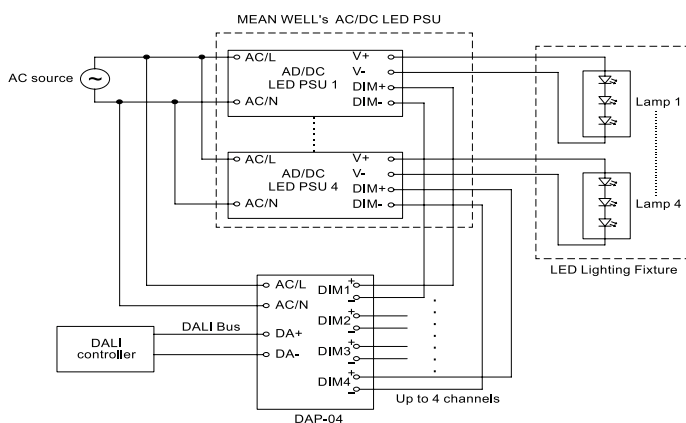 MEAN WELL's AC/DC LED PSU
AC source
~
AC/L
AD/DC
LED PSU 1
AC/N
V+
V-
DIM+
DIM-
AC/L
AD/DC
LED PSU 4
AC/N
V+
V-
DIM+
DIM-
Lamp 1
Lamp 4
LED Lighting Fixture
AC/L
AC/N
DA+
DA-
DIM1
+
-
DIM2
+
-
DIM3
+
-
DIM4
+
-
DALI Bus
DALI
controller
Up to 4 channels
DAP-04